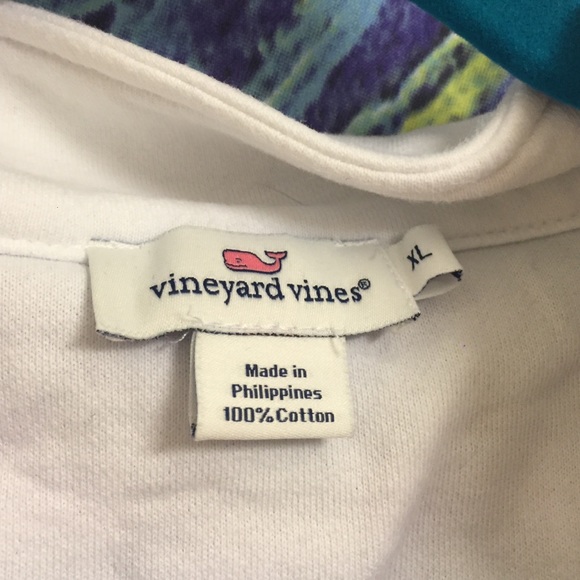 vineyard vines®
XL
Made in
Philippines
100% Cotton